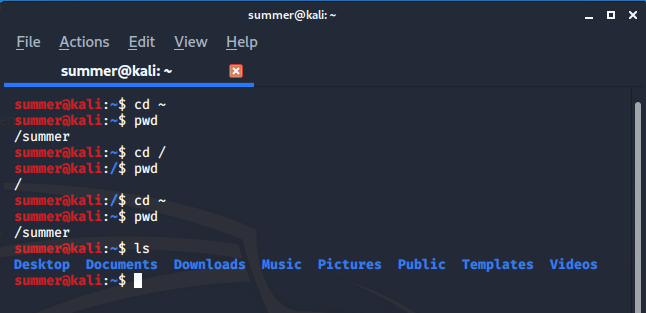 summer@kali: ~
File Actions Edit View Help
summer@kali: ~
summer@kali:~$ cd ~
summer@kali:~$ pwd
/summer
summer@kali:~$ cd /
summer@kali:/$ pwd
/
summer@kali:/$ cd ~
summer@kali:~$ pwd
/summer
summer@kali:~$ ls
Desktop Documents Downloads Music Pictures Public Templates Videos
summer@kali:~$